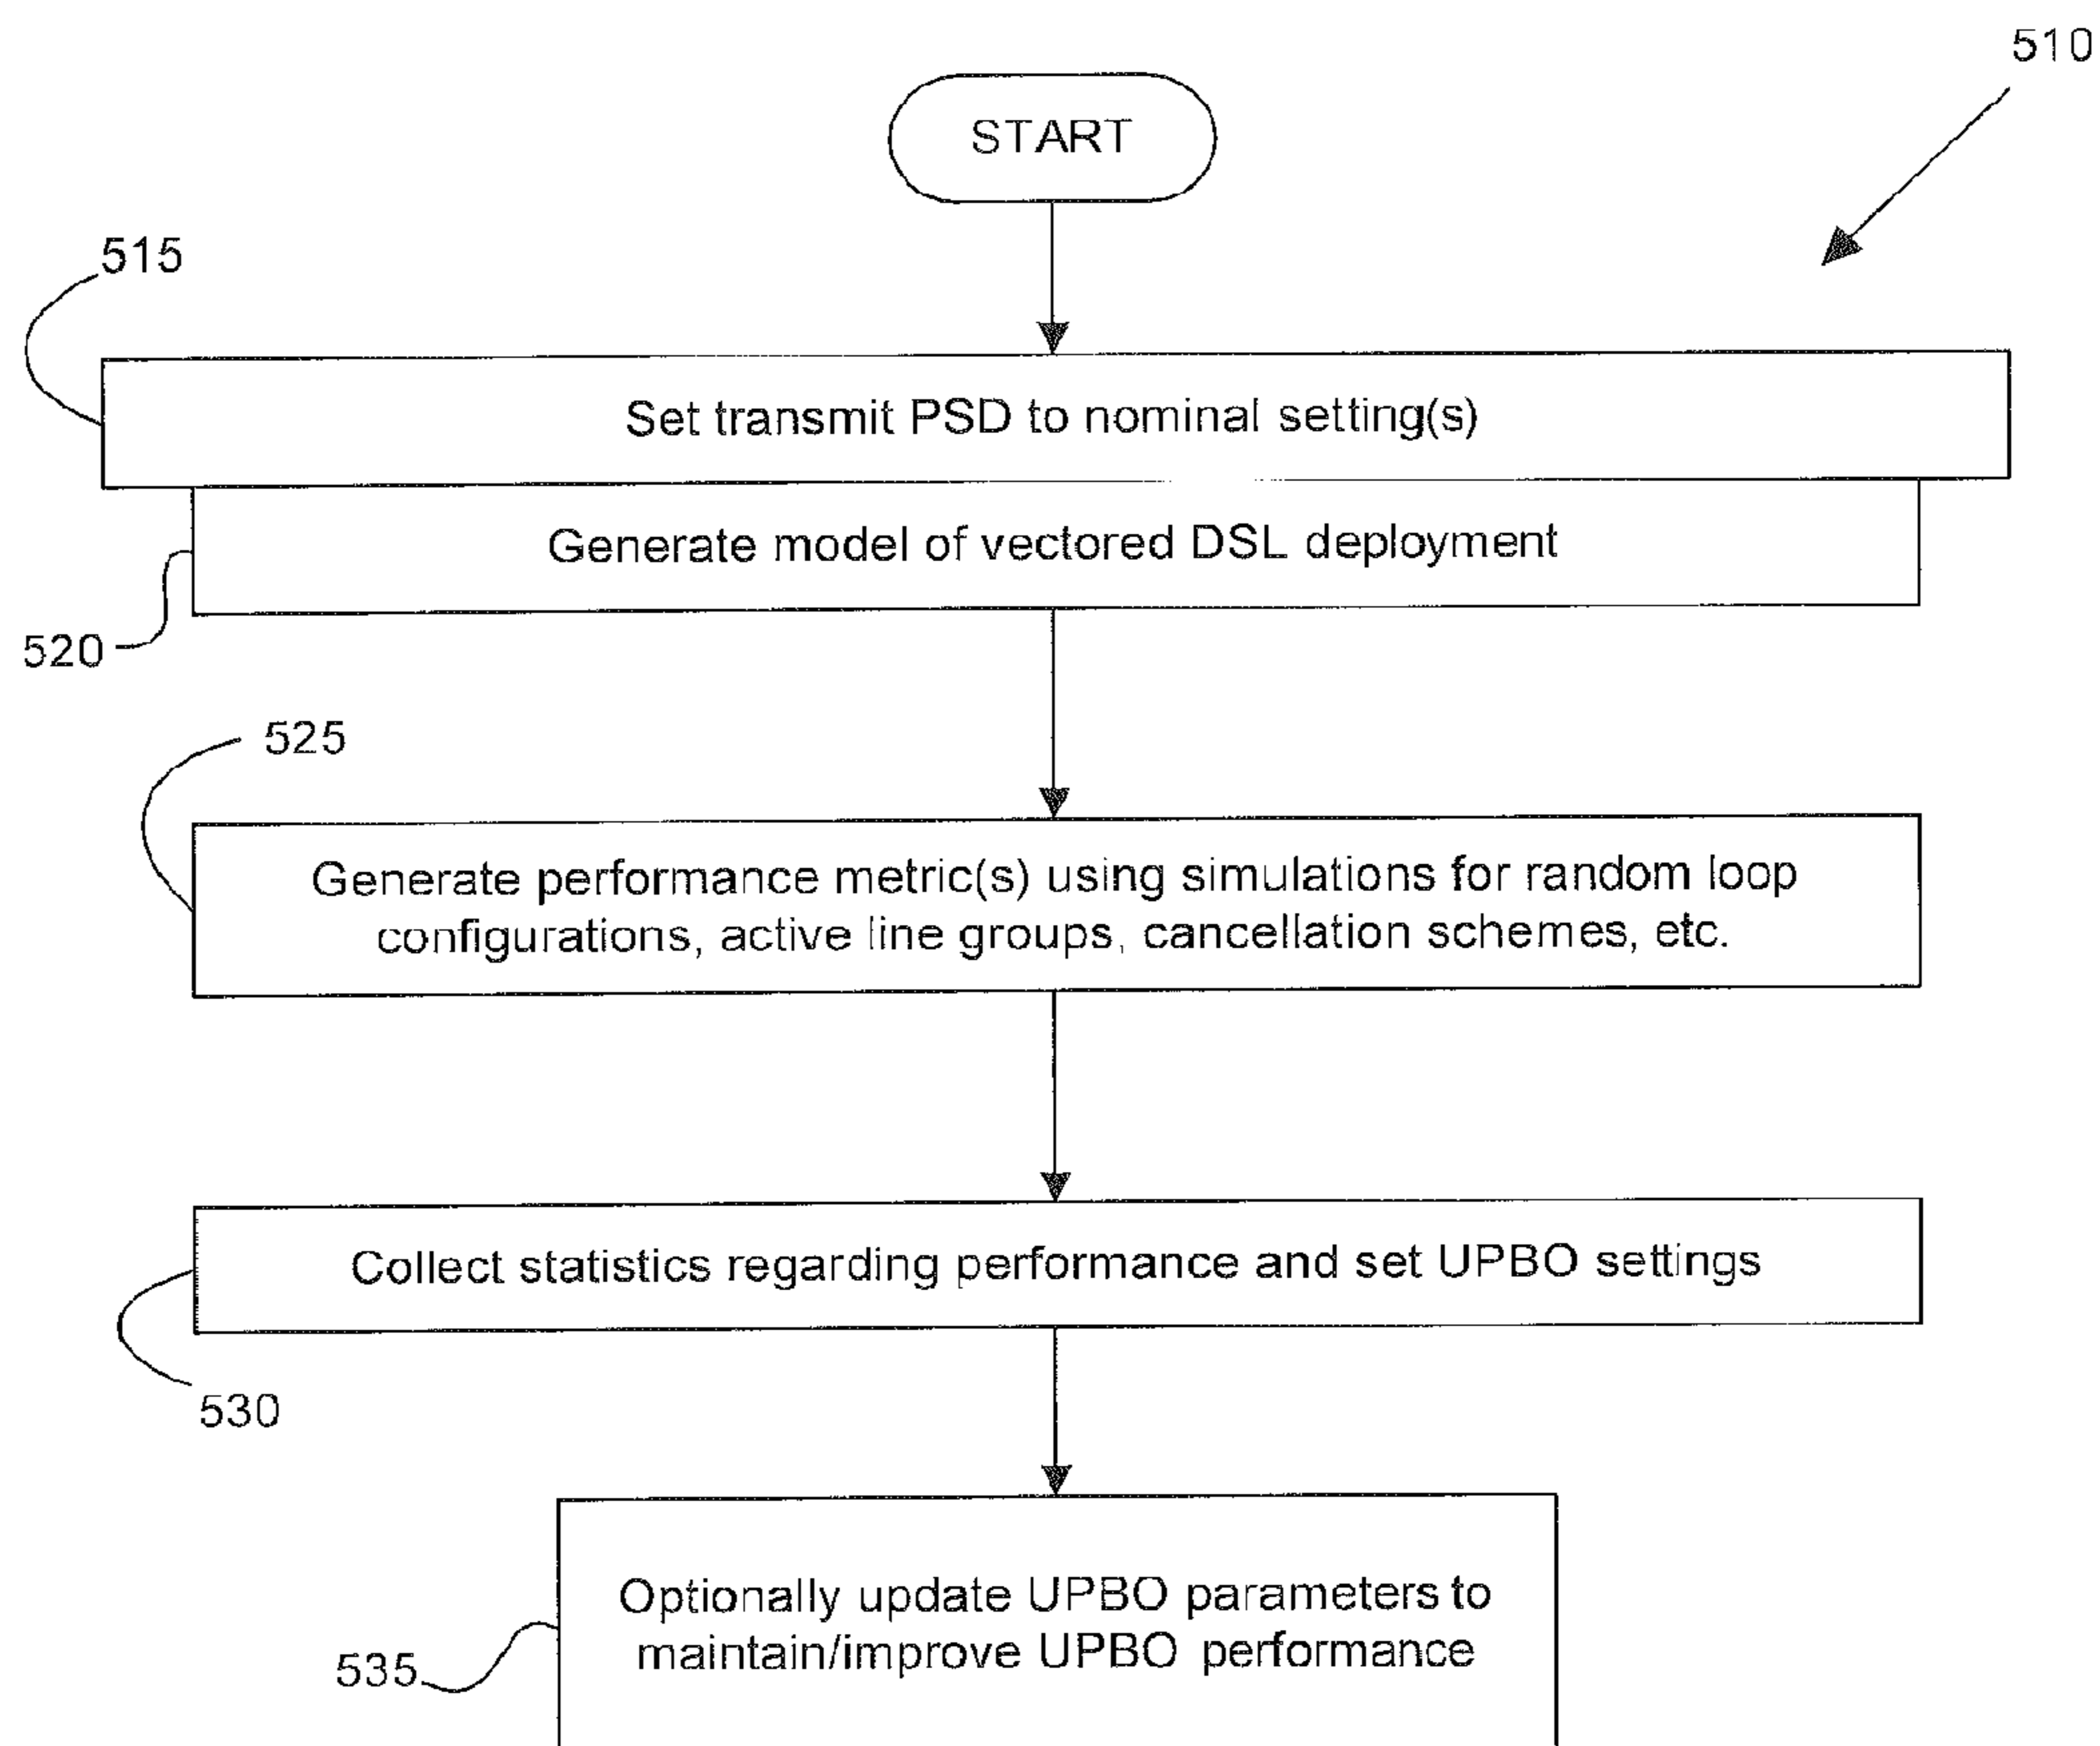 510
START
515
Set transmit PSD to nominal setting(s)
Generate model of vectored DSL deployment
520
525
Generate performance metric(s) using simulations for random loop
configurations, active line groups, cancellation schemes, etc.
Collect statistics regarding performance and set UPBO settings
530
Optionally update UPBO parameters to
maintain/improve UPBO performance
535